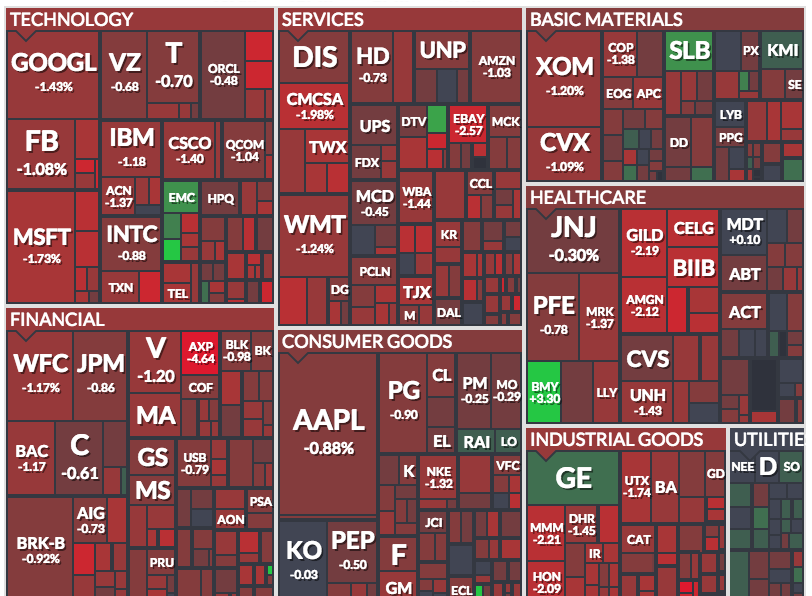 TECHNOLOGY
GOOGL
-1.43%
VZ
-0.68
T
-0.70
ORCL
-0.48
FB
-1.08%
IBM
-1.18
CSCO
-1.40
QCOM
-1.04
MSFT
-1.73%
ACN
-1.37
EMC
HPQ
INTC
-0.88
TXN
TEL
FINANCIAL
WFC
-1.17%
JPM
-0.86
V
-1.20
AXP
-4.64
BLK
-0.98
BK
COF
MA
BAC
-1.17
C
-0.61
GS
USB
-0.79
MS
BRK-B
-0.92%
AIG
-0.73
PSA
AON
PRU
SERVICES
DIS
HD
-0.73
UNP
AMZN
-1.03
CMCSA
-1.98%
UPS
DTV
EBAY
-2.57
MCK
TWX
FDX
WMT
-1.24%
MCD
-0.45
WBA
-1.44
CCL
KR
PCLN
DG
TJX
M
DAL
CONSUMER GOODS
AAPL
-0.88%
PG
-0.90
CL
PM
-0.25
MO
-0.29
EL
RAI
LO
K
NKE
-1.32
VFC
JCI
KO
-0.03
PEP
-0.50
F
GM
ECL
BASIC MATERIALS
XOM
-1.20%
COP
-1.38
SLB
PX
KMI
EOG
APC
SE
LYB
CVX
-1.09%
DD
PPG
HEALTHCARE
JNJ
-0.30%
GILD
-2.19
CELG
MDT
+0.10
BIIB
ABT
PFE
-0.78
MRK
-1.37
AMGN
-2.12
ACT
BMY
+3.30
LLY
CVS
UNH
-1.43
INDUSTRIAL GOODS
GE
UTX
-1.74
BA
GD
MMM
-2.21
DHR
-1.45
IR
CAT
HON
-2.09
UTILITIE
NEE
D
SO